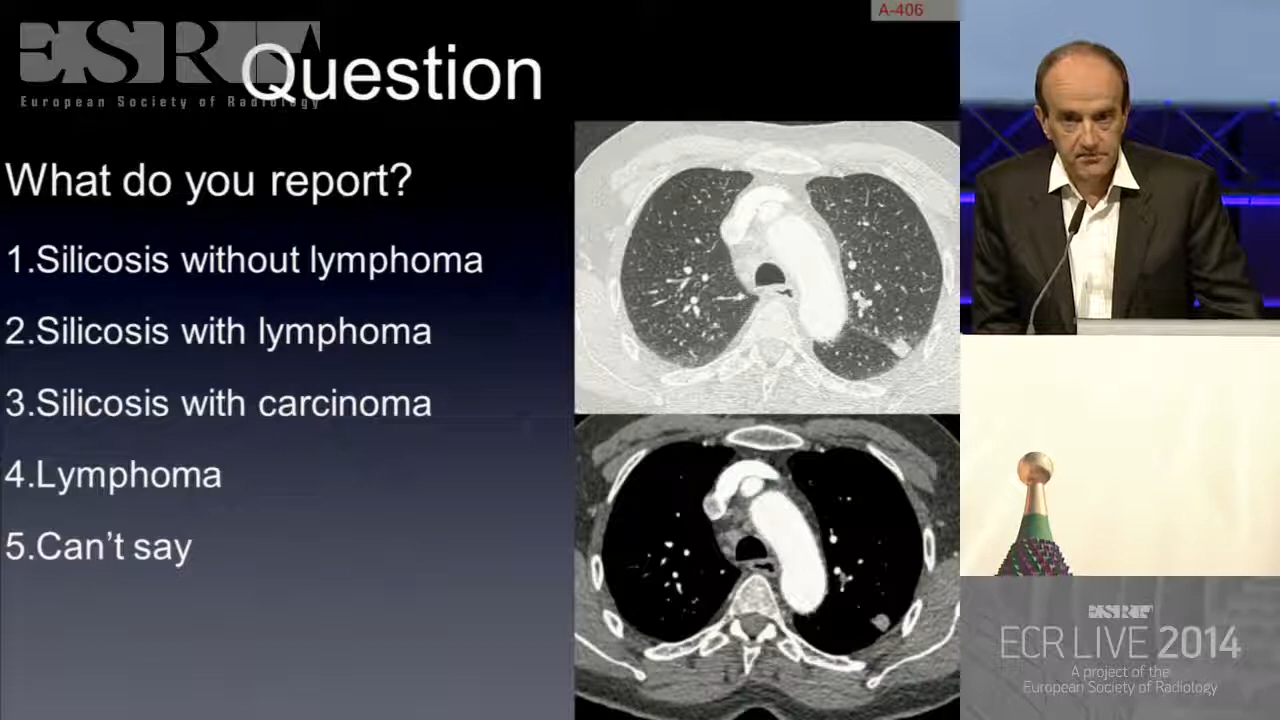 A-406
ESR
European Society of Radiology
Question
What do you report?
1.Silicosis without lymphoma
2.Silicosis with lymphoma
3.Silicosis with carcinoma
4.Lymphoma
5.Can't say
ESR
ECR LIVE 2014
A project of the
European Society of Radiology